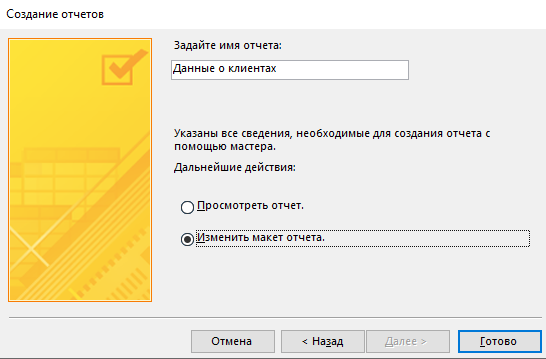 Создание отчетов
Задайте имя отчета:
Данные о клиентах
Указаны все сведения, необходимые для создания отчета с
помощью мастера.
Дальнейшие действия:
Просмотреть отчет.
Изменить макет отчета.
Отмена
< Назад
Далее >
Готово